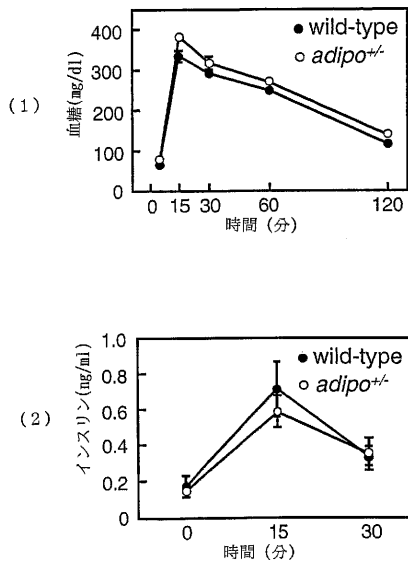 (1)
血糖(mg/dl)
400
300
200
100
0
● wild-type
○ adipo+/-
0 15 30 60 120
時間 (分)
(2)
インスリン(ng/ml)
1.0
0.8
0.6
0.4
0.2
0
● wild-type
○ adipo+/-
0 15 30
時間 (分)